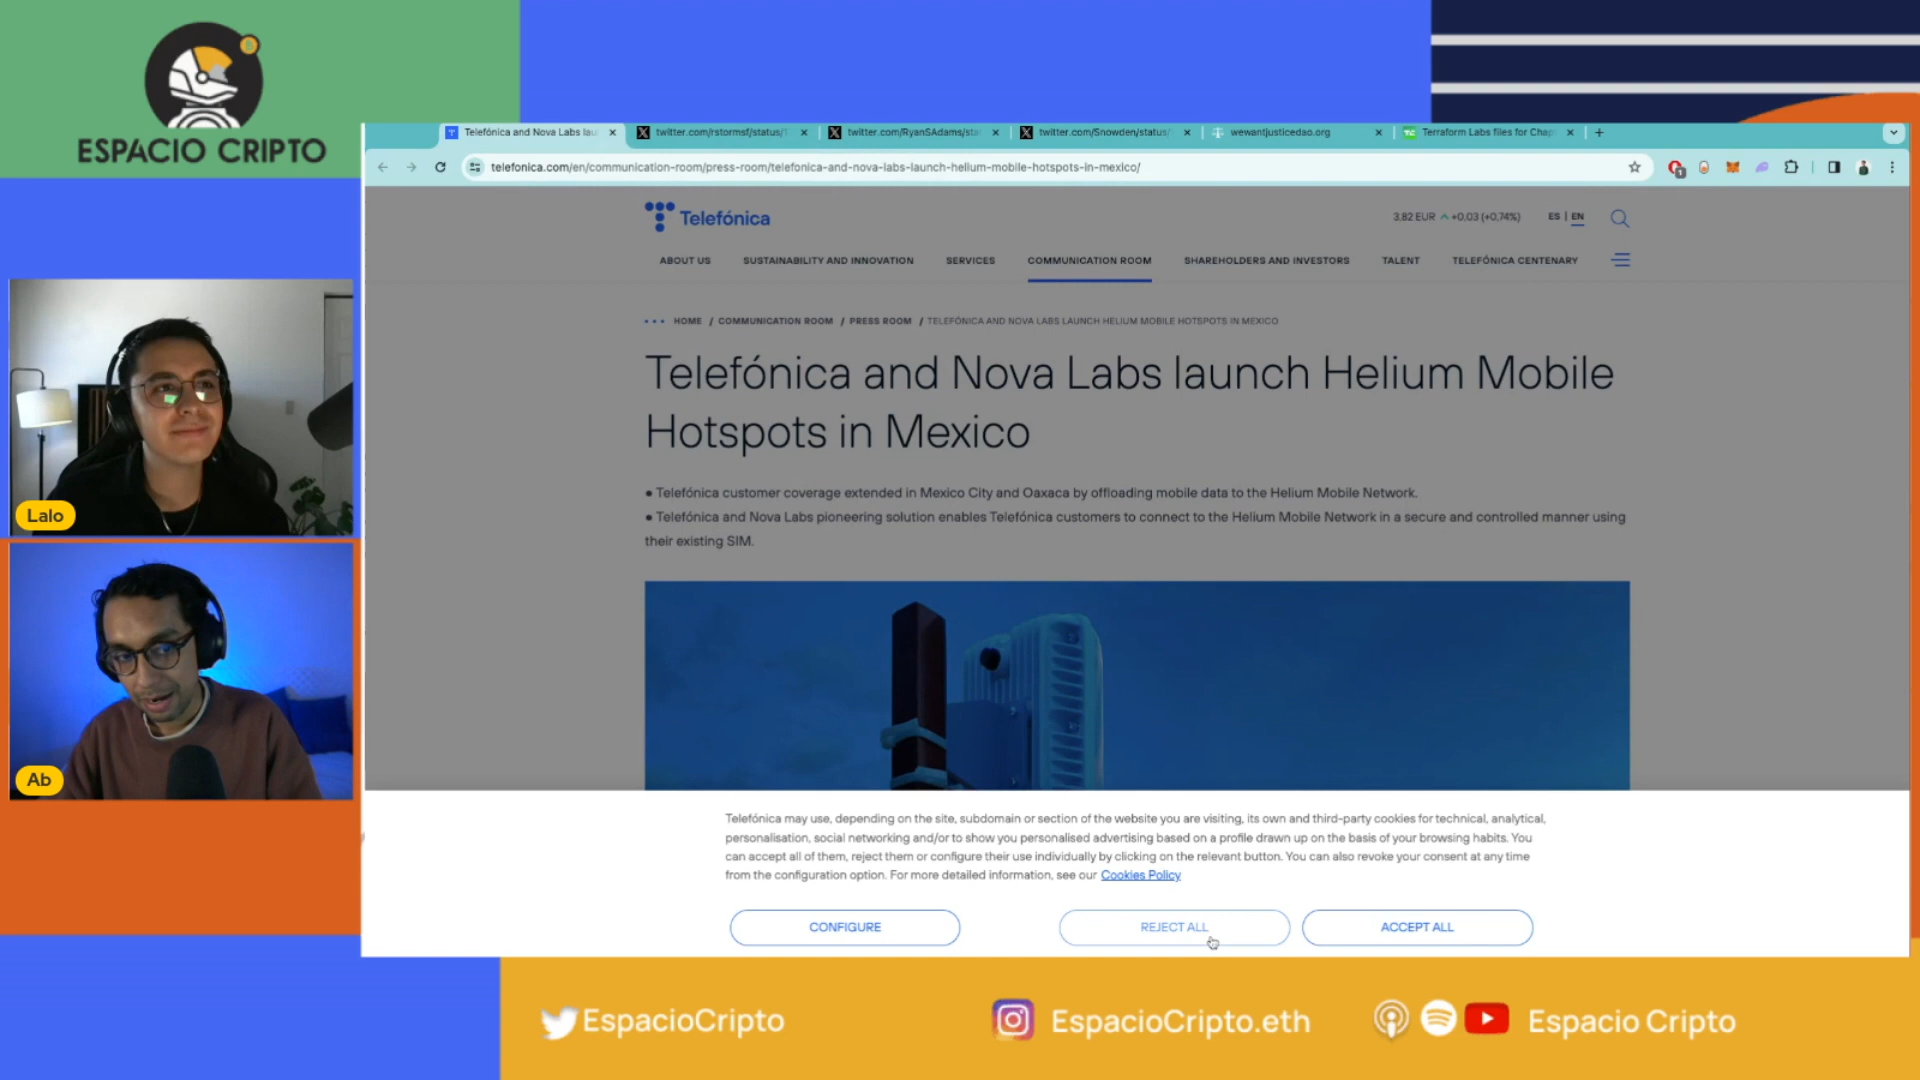 ESPACIO CRIPTO
Telefónica and Nova Labs lau
twitter.com/rstormsf/status/1
twitter.com/RyanSAdams/sta
twitter.com/Snowden/status/
wewantjusticedao.org
Terraform Labs files for Chap
telefonica.com/en/communication-room/press-room/telefonica-and-nova-labs-launch-helium-mobile-hotspots-in-mexico/
1
Telefónica
3.82 EUR +0,03 (+0,74%)
ES | EN
ABOUT US
SUSTAINABILITY AND INNOVATION
SERVICES
COMMUNICATION ROOM
SHAREHOLDERS AND INVESTORS
TALENT
TELEFÓNICA CENTENARY
HOME / COMMUNICATION ROOM / PRESS ROOM / TELEFÓNICA AND NOVA LABS LAUNCH HELIUM MOBILE HOTSPOTS IN MEXICO
Telefónica and Nova Labs launch Helium Mobile
Hotspots in Mexico
● Telefónica customer coverage extended in Mexico City and Oaxaca by offloading mobile data to the Helium Mobile Network.
● Telefónica and Nova Labs pioneering solution enables Telefónica customers to connect to the Helium Mobile Network in a secure and controlled manner using
their existing SIM.
Lalo
Ab
Telefónica may use, depending on the site, subdomain or section of the website you are visiting, its own and third-party cookies for technical, analytical,
personalisation, social networking and/or to show you personalised advertising based on a profile drawn up on the basis of your browsing habits. You
can accept all of them, reject them or configure their use individually by clicking on the relevant button. You can also revoke your consent at any time
from the configuration option. For more detailed information, see our Cookies Policy
CONFIGURE
REJECT ALL
ACCEPT ALL
EspacioCripto
EspacioCripto.eth
Espacio Cripto